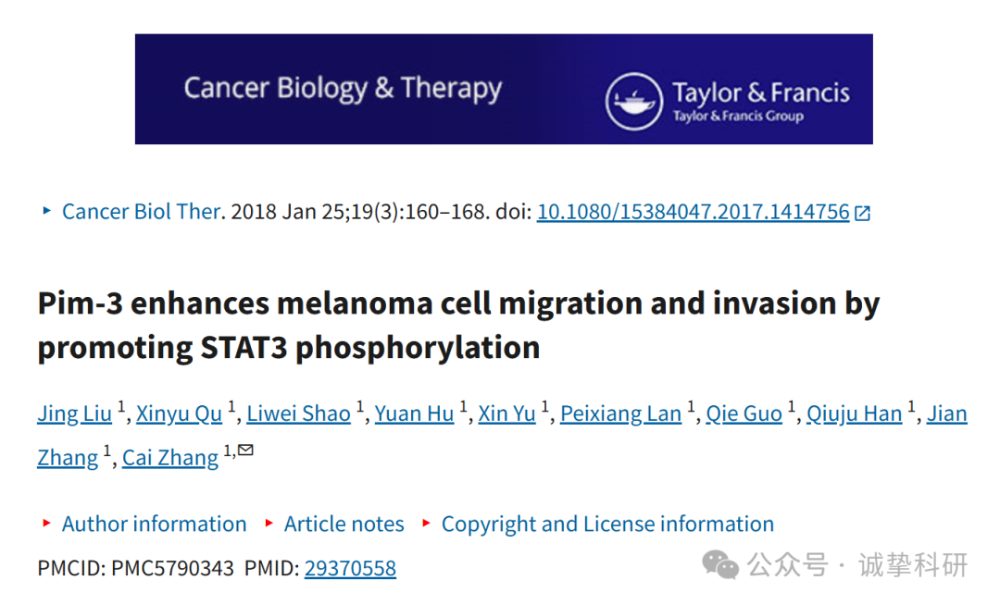 Cancer Biology & Therapy
Taylor & Francis
Taylor & Francis Group
Cancer Biol Ther. 2018 Jan 25;19(3):160–168. doi: 10.1080/15384047.2017.1414756
Pim-3 enhances melanoma cell migration and invasion by
promoting STAT3 phosphorylation
Jing Liu 1, Xinyu Qu 1, Liwei Shao 1, Yuan Hu 1, Xin Yu 1, Peixiang Lan 1, Qie Guo 1, Qiuju Han 1, Jian
Zhang 1, Cai Zhang 1,
Author information Article notes Copyright and License information
PMCID: PMC5790343 PMID: 29370558
公众号 · 诚挚科研